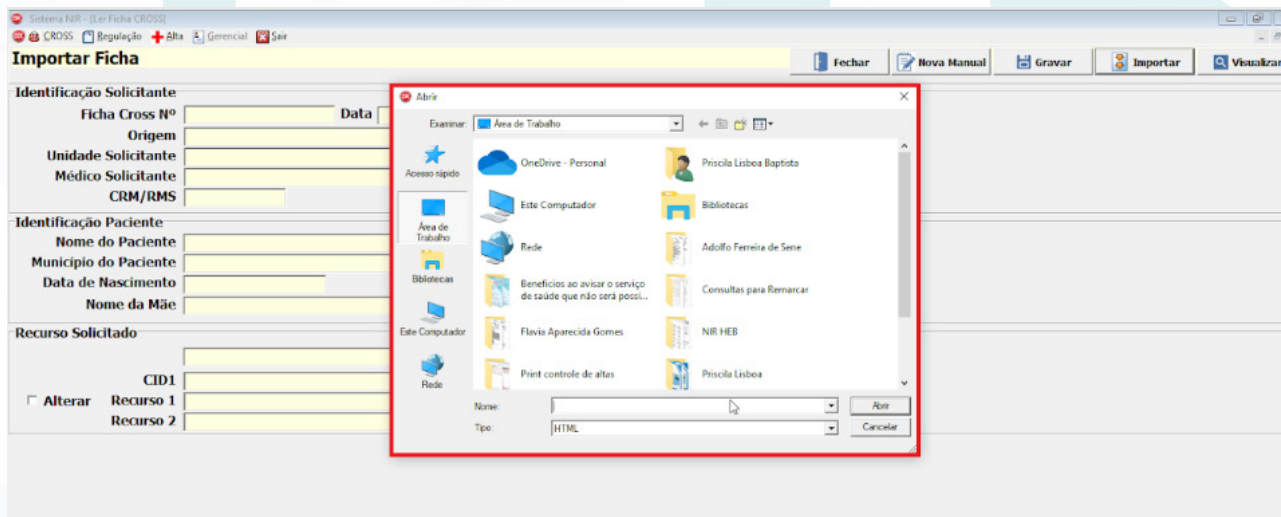 Sistema NIR - [Ler Ficha CROSS]
CROSS Regulação Alta Gerencial Sair
Importar Ficha
Fechar Nova Manual Gravar Importar Visualizar
Identificação Solicitante
Ficha Cross Nº Data
Origem
Unidade Solicitante
Médico Solicitante
CRM/RMS
Identificação Paciente
Nome do Paciente
Município do Paciente
Data de Nascimento
Nome da Mãe
Recurso Solicitado
CID1
Alterar Recurso 1
Recurso 2
Abrir
Examinar: Área de Trabalho
Acesso rápido
Área de
Trabalho
Bibliotecas
Este Computador
Rede
OneDrive - Personal
Priscila Lisboa Baptista
Este Computador
Bibliotecas
Rede
Adolfo Ferreira de Sene
Benefícios ao avisar o serviço
de saúde que não será possí...
Consultas para Remarcar
Flavia Aparecida Gomes
NIR HEB
Print controle de altas
Priscila Lisboa
Nome:
Abrir
Tipo: HTML
Cancelar